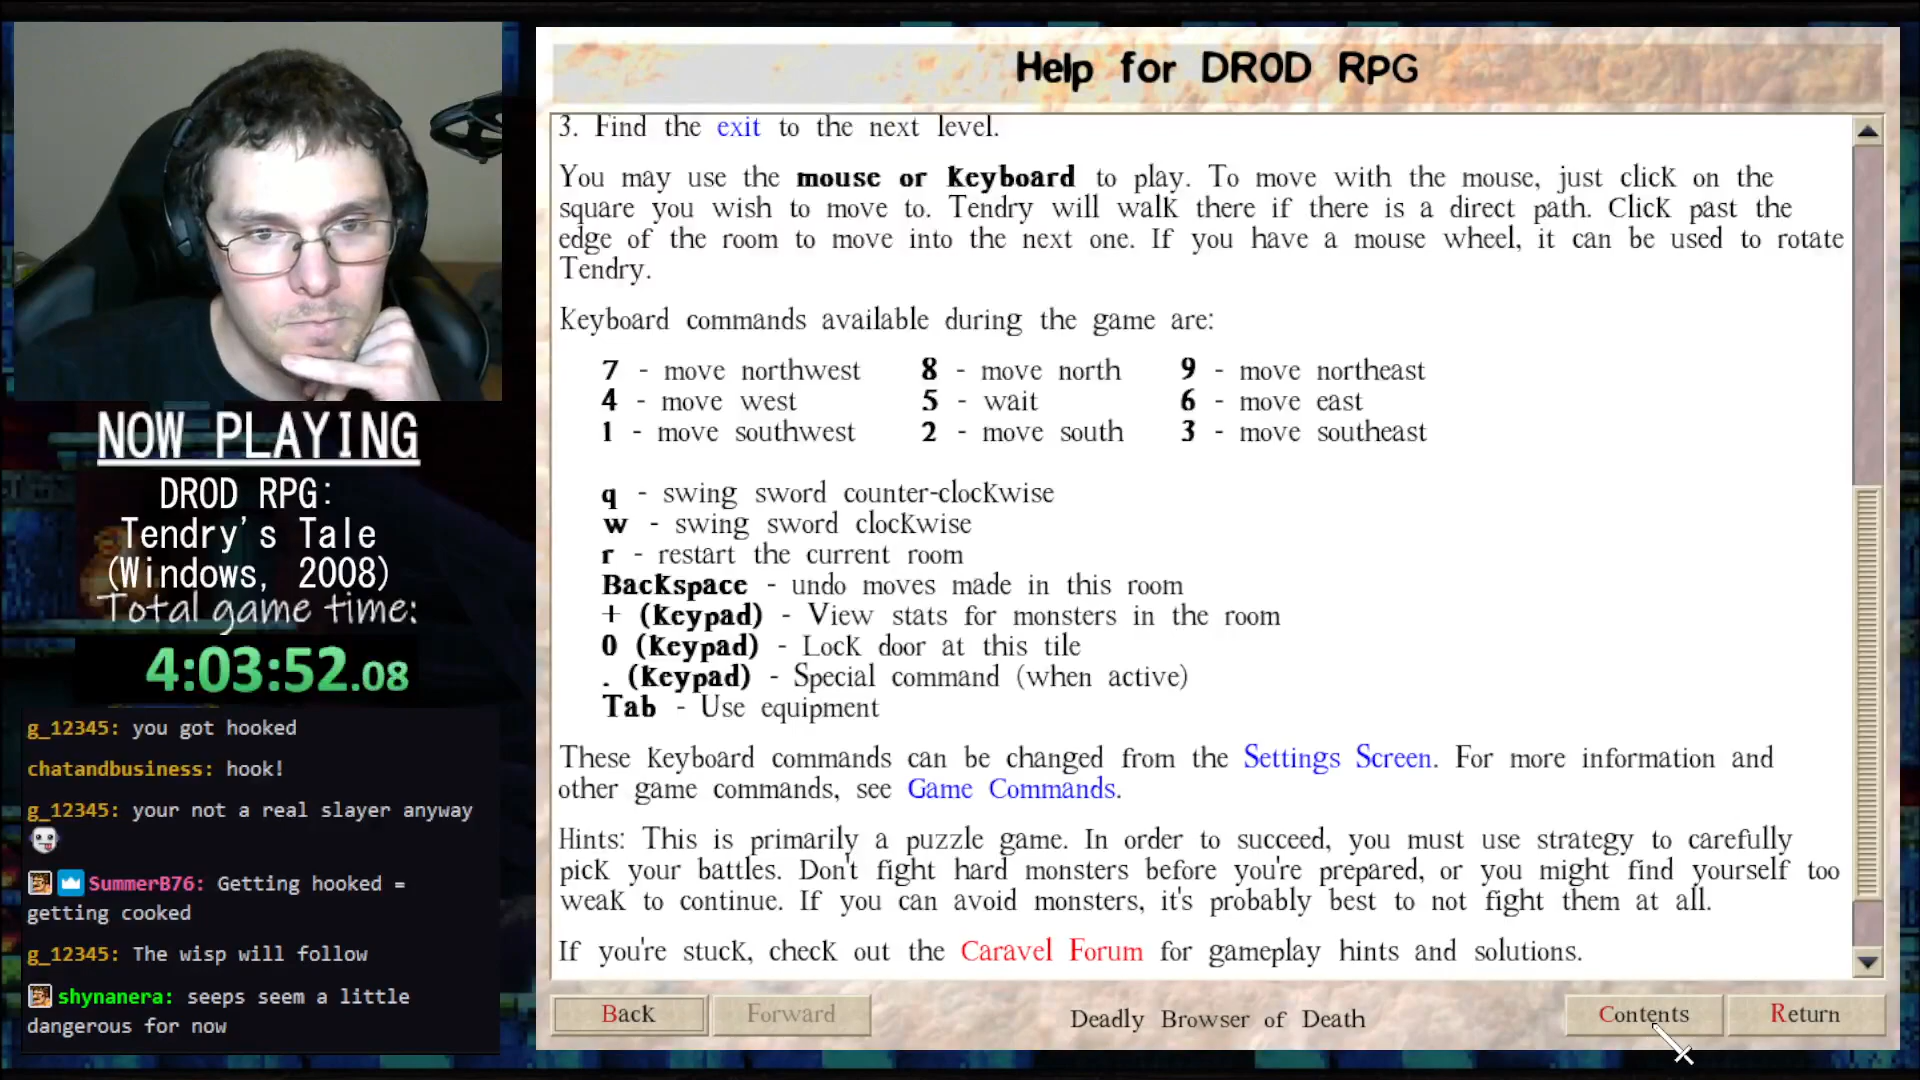 NOW PLAYING
DROD RPG:
Tendry's Tale
(Windows, 2008)
Total game time:
4:03:52.08
g_12345: you got hooked
chatandbusiness: hook!
g_12345: your not a real slayer anyway
SummerB76: Getting hooked =
getting cooked
g_12345: The wisp will follow
shynanera: seeps seem a little
dangerous for now
Help for DROD RPG
3. Find the exit to the next level.
You may use the mouse or keyboard to play. To move with the mouse, just click on the
square you wish to move to. Tendry will walk there if there is a direct path. Click past the
edge of the room to move into the next one. If you have a mouse wheel, it can be used to rotate
Tendry.
Keyboard commands available during the game are:
7 - move northwest 8 - move north 9 - move northeast
4 - move west 5 - wait 6 - move east
1 - move southwest 2 - move south 3 - move southeast
q - swing sword counter-clockwise
w - swing sword clockwise
r - restart the current room
Backspace - undo moves made in this room
+ (Keypad) - View stats for monsters in the room
0 (Keypad) - Lock door at this tile
. (Keypad) - Special command (when active)
Tab - Use equipment
These keyboard commands can be changed from the Settings Screen. For more information and
other game commands, see Game Commands.
Hints: This is primarily a puzzle game. In order to succeed, you must use strategy to carefully
pick your battles. Don't fight hard monsters before you're prepared, or you might find yourself too
weak to continue. If you can avoid monsters, it's probably best to not fight them at all.
If you're stuck, check out the Caravel Forum for gameplay hints and solutions.
Back Forward Deadly Browser of Death Contents Return